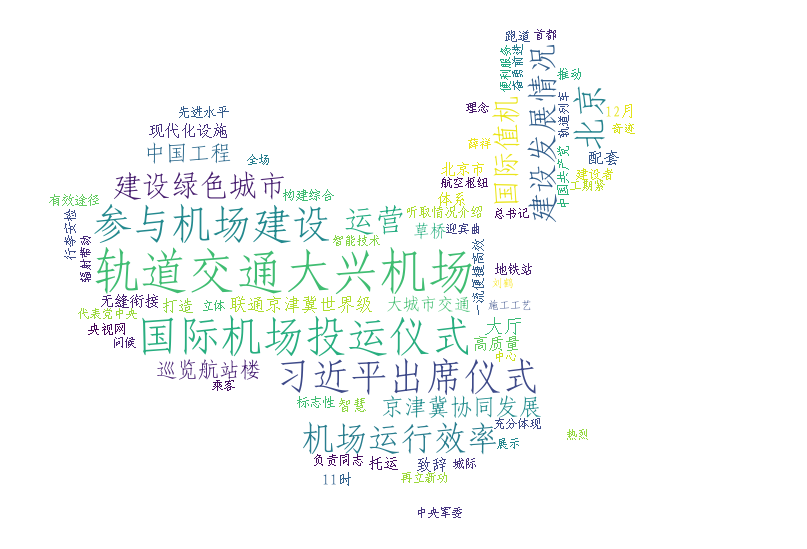 跑道
首都
便利服务
奋勇前进
建设发展情况
推动
理念
国际值机
轨道列车
北京
12月
奇迹
先进水平
现代化设施
中国工程
全场
薛祥
北京市
航空枢纽
中国共产党
配套
建设者
工期紧
建设绿色城市
构建综合
体系
有效途径
行李安检
辐射带动
参与机场建设
运营
听取情况介绍
草桥
迎宾曲
总书记
智能技术
一流便捷高效
轨道交通大兴机场
地铁站
刘鹤
无缝衔接
打造
立体
联通京津冀世界级
大城市交通
施工工艺
代表党中央
央视网
问候
国际机场投运仪式
大厅
高质量
中心
巡览航站楼
乘客
习近平出席仪式
标志性
智慧
京津冀协同发展
充分体现
机场运行效率
展示
热烈
负责同志
托运
致辞
城际
11时
再立新功
中央军委